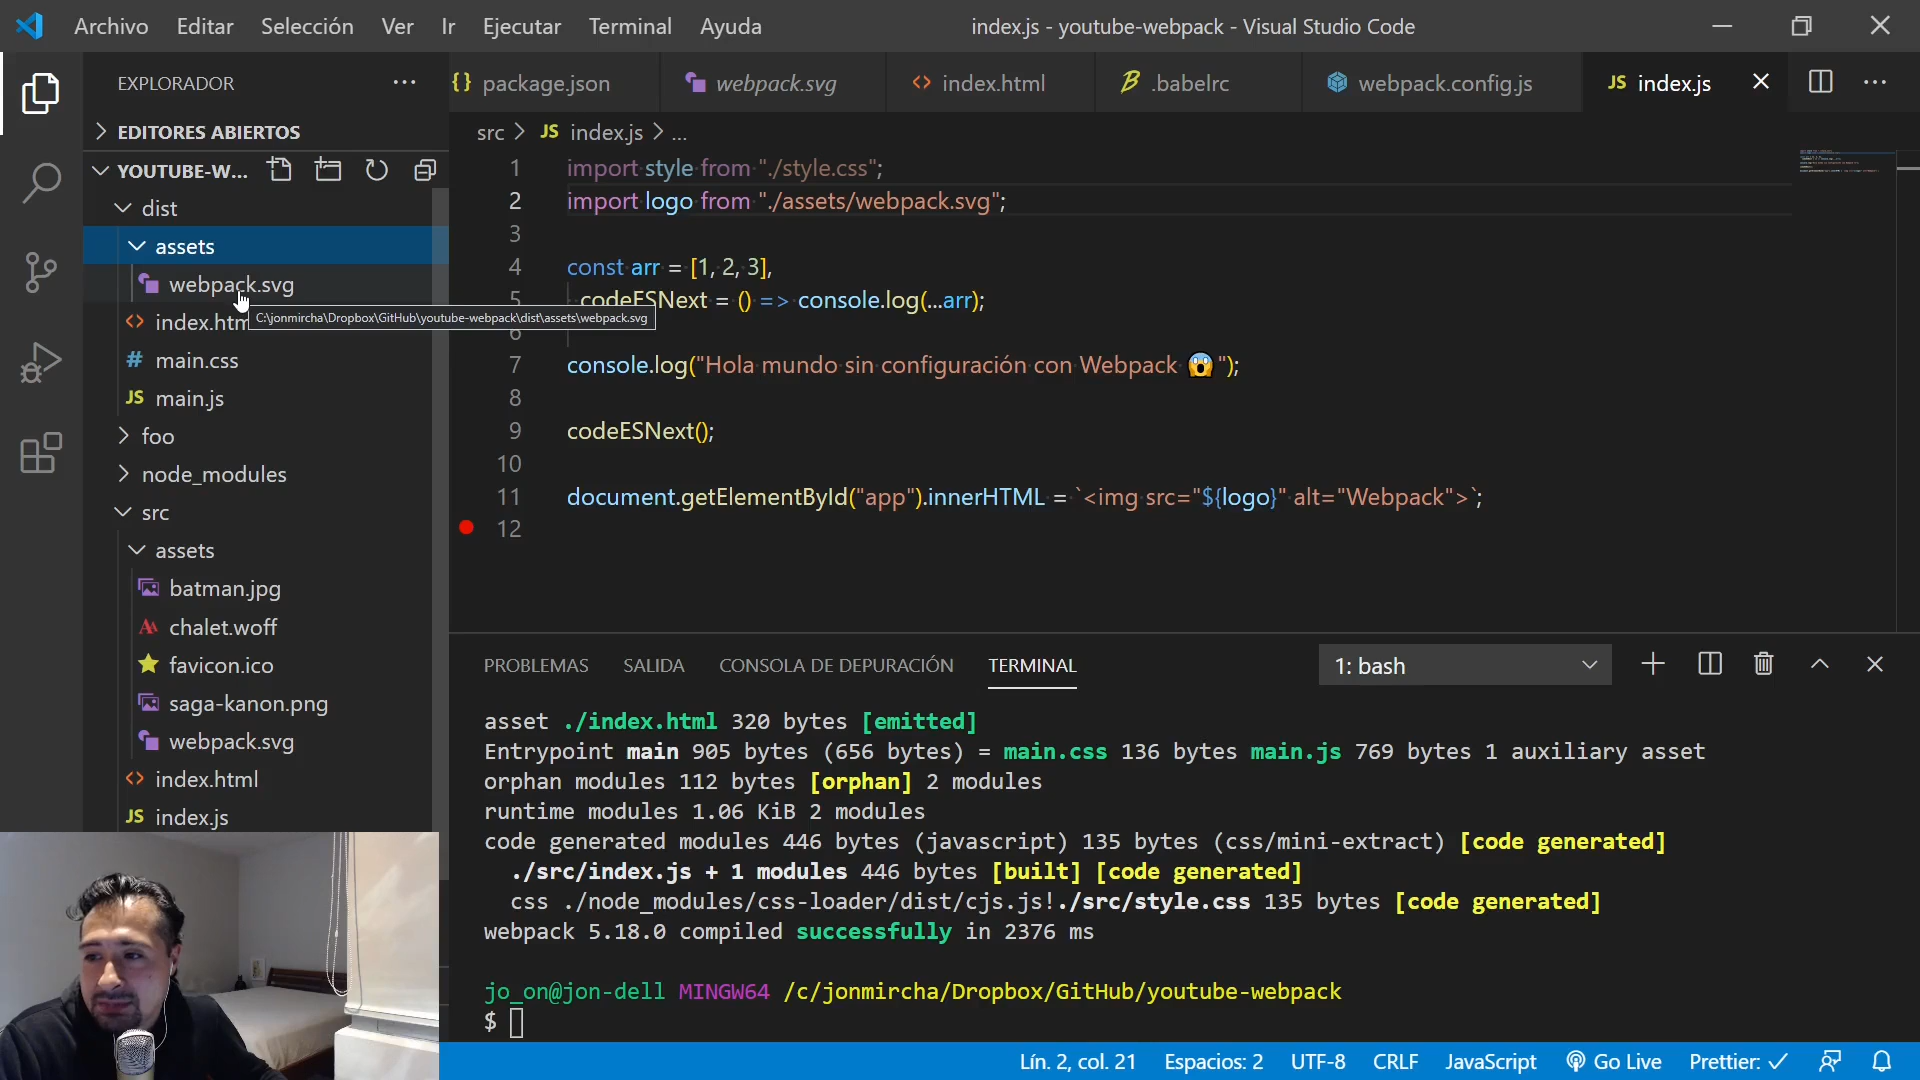 Archivo Editar Selección Ver Ir Ejecutar Terminal Ayuda index.js - youtube-webpack - Visual Studio Code
EXPLORADOR
{} package.json webpack.svg <> index.html .babelrc webpack.config.js JS index.js
EDITORES ABIERTOS
src > JS index.js > ...
YOUTUBE-W...
dist
assets
webpack.svg
<> index.htm
C:\jonmircha\Dropbox\GitHub\youtube-webpack\dist\assets\webpack.svg
# main.css
JS main.js
foo
node_modules
src
assets
batman.jpg
chalet.woff
favicon.ico
saga-kanon.png
webpack.svg
<> index.html
JS index.js
1 import style from "./style.css";
2 import logo from "./assets/webpack.svg";
3
4 const arr = [1, 2, 3],
5 codeESNext = () => console.log(...arr);
6
7 console.log("Hola mundo sin configuración con Webpack 😱");
8
9 codeESNext();
10
11 document.getElementById("app").innerHTML = `<img src="${logo}" alt="Webpack">`;
12
PROBLEMAS SALIDA CONSOLA DE DEPURACIÓN TERMINAL 1: bash
asset ./index.html 320 bytes [emitted]
Entrypoint main 905 bytes (656 bytes) = main.css 136 bytes main.js 769 bytes 1 auxiliary asset
orphan modules 112 bytes [orphan] 2 modules
runtime modules 1.06 KiB 2 modules
code generated modules 446 bytes (javascript) 135 bytes (css/mini-extract) [code generated]
./src/index.js + 1 modules 446 bytes [built] [code generated]
css ./node_modules/css-loader/dist/cjs.js!./src/style.css 135 bytes [code generated]
webpack 5.18.0 compiled successfully in 2376 ms
jo_on@jon-dell MINGW64 /c/jonmircha/Dropbox/GitHub/youtube-webpack
$
Lín. 2, col. 21 Espacios: 2 UTF-8 CRLF JavaScript Go Live Prettier: ✓